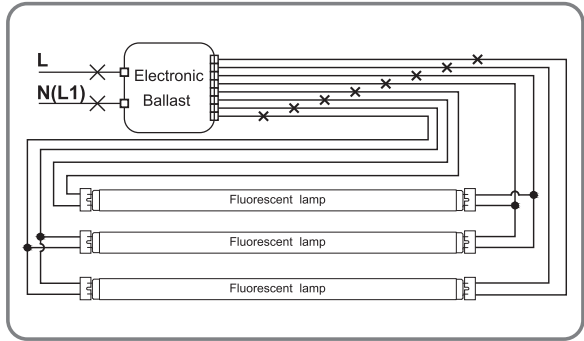 L
N(L1)
Electronic
Ballast
Fluorescent lamp
Fluorescent lamp
Fluorescent lamp